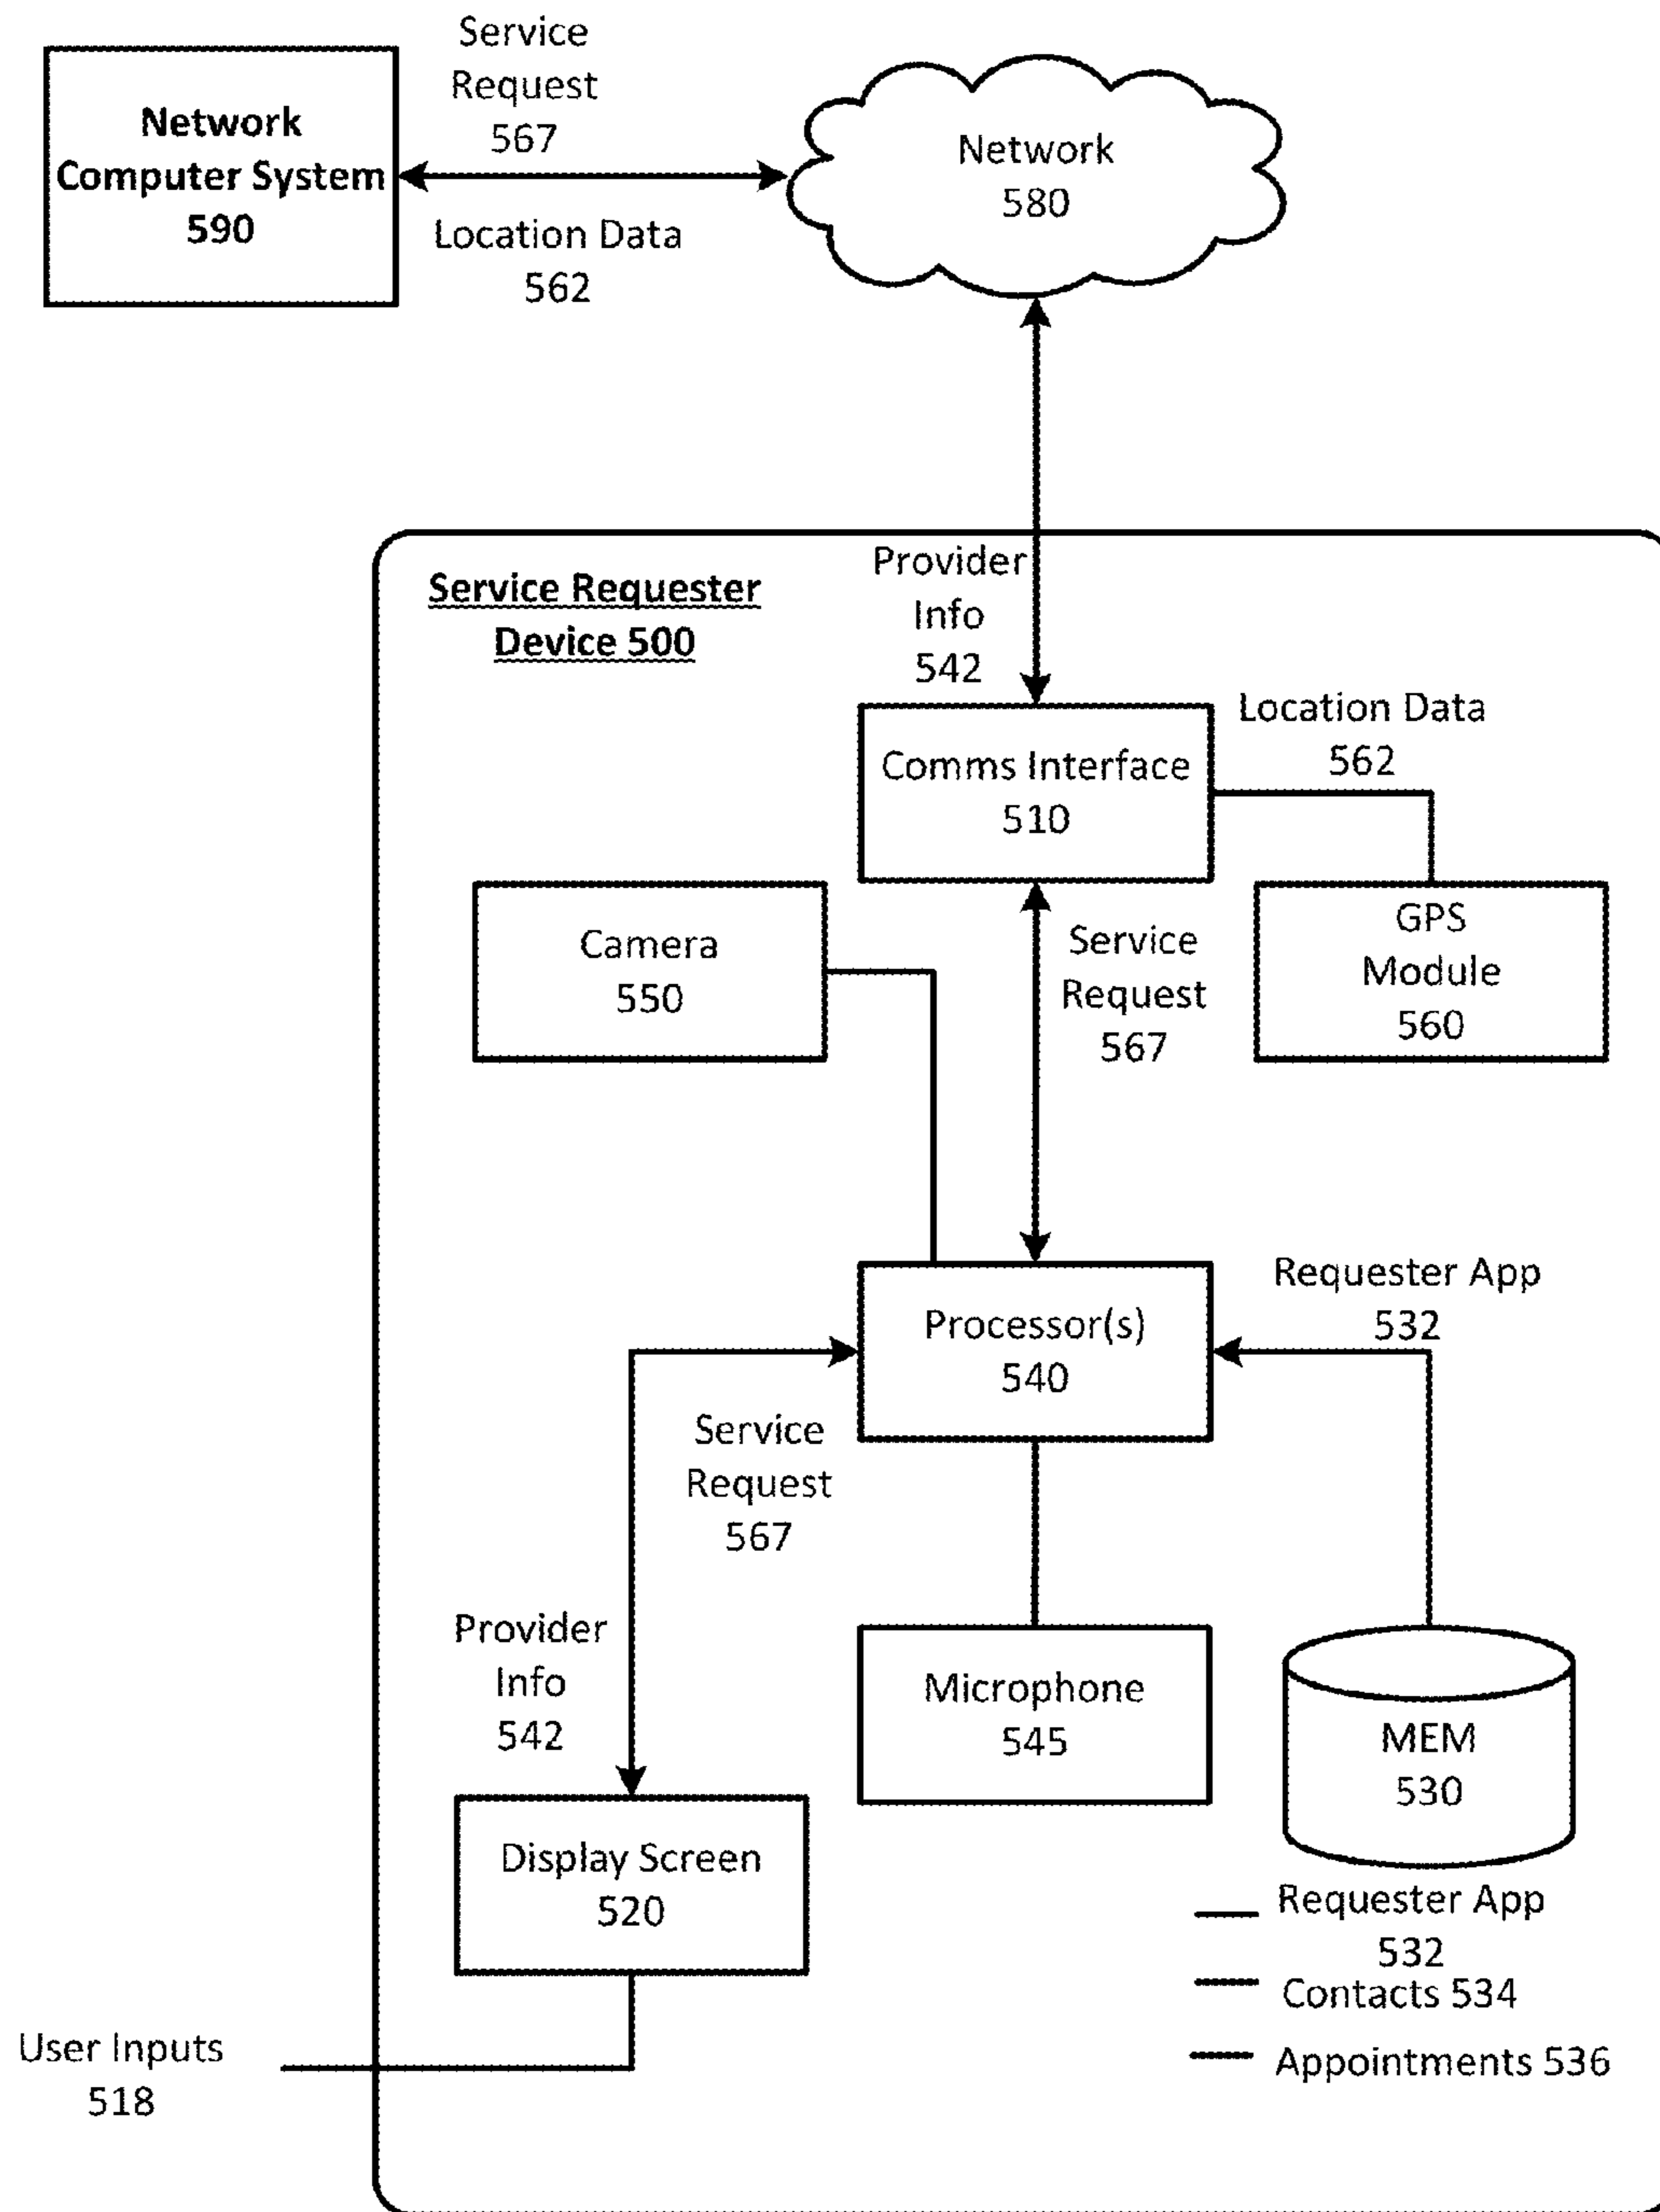 Service
Request
567
Network
Computer System
590
Location Data
562
Network
580
Service Requester
Device 500
Provider
Info
542
Comms Interface
510
Location Data
562
Camera
550
Service
Request
567
GPS
Module
560
Processor(s)
540
Requester App
532
Service
Request
567
Provider
Info
542
Microphone
545
MEM
530
Display Screen
520
Requester App
532
Contacts 534
Appointments 536
User Inputs
518